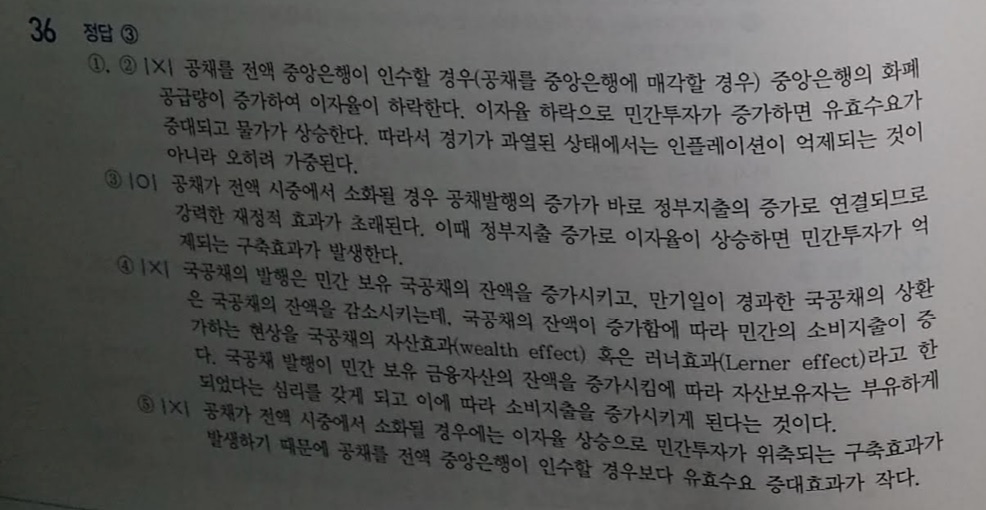 36 정답 ③
①, ② |X| 공채를 전액 중앙은행이 인수할 경우(공채를 중앙은행에 매각할 경우) 중앙은행의 화폐
공급량이 증가하여 이자율이 하락한다. 이자율 하락으로 민간투자가 증가하면 유효수요가
증대되고 물가가 상승한다. 따라서 경기가 과열된 상태에서는 인플레이션이 억제되는 것이
아니라 오히려 가중된다.
③ |O| 공채가 전액 시중에서 소화될 경우 공채발행의 증가가 바로 정부지출의 증가로 연결되므로
강력한 재정적 효과가 초래된다. 이때 정부지출 증가로 이자율이 상승하면 민간투자가 억
제되는 구축효과가 발생한다.
④ |X| 국공채의 발행은 민간 보유 국공채의 잔액을 증가시키고, 만기일이 경과한 국공채의 상환
은 국공채의 잔액을 감소시키는데, 국공채의 잔액이 증가함에 따라 민간의 소비지출이 증
가하는 현상을 국공채의 자산효과(wealth effect) 혹은 러너효과(Lerner effect)라고 한
다. 국공채 발행이 민간 보유 금융자산의 잔액을 증가시킴에 따라 자산보유자는 부유하게
되었다는 심리를 갖게 되고 이에 따라 소비지출을 증가시키게 된다는 것이다.
⑤ |X| 공채가 전액 시중에서 소화될 경우에는 이자율 상승으로 민간투자가 위축되는 구축효과가
발생하기 때문에 공채를 전액 중앙은행이 인수할 경우보다 유효수요 증대효과가 작다.